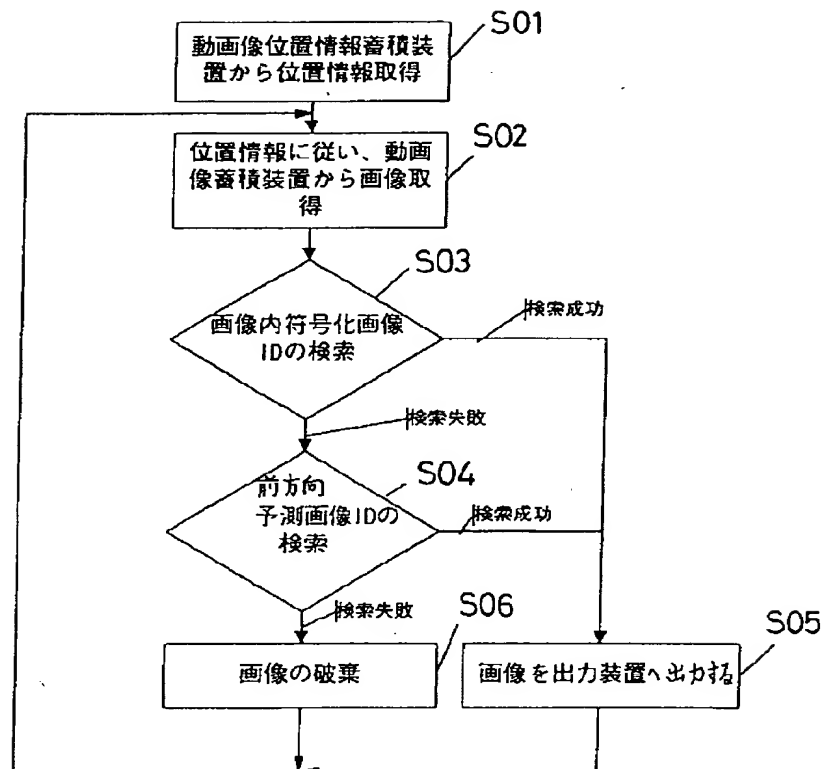 S01
動画像位置情報蓄積装
置から位置情報取得
S02
位置情報に従い、動画
像蓄積装置から画像取
得
S03
画像内符号化画像
IDの検索
検索成功
検索失敗
S04
前方向
予測画像IDの
検索
検索成功
検索失敗
S06
画像の破棄
S05
画像を出力装置へ出力する